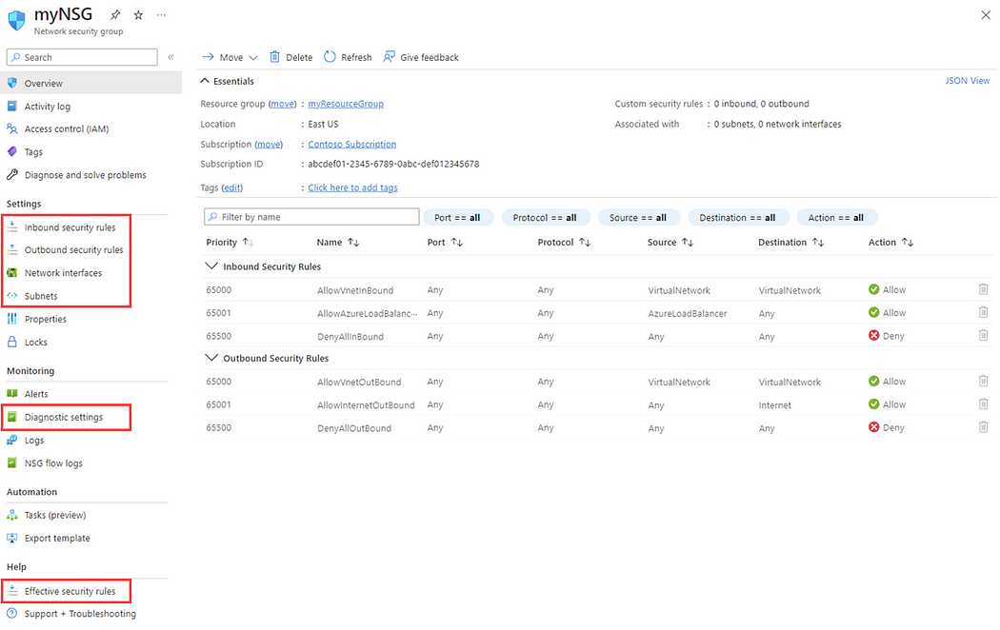 myNSG ...
Network security group
Search «
Overview
Activity log
Access control (IAM)
Tags
Diagnose and solve problems
Settings
Inbound security rules
Outbound security rules
Network interfaces
Subnets
Properties
Locks
Monitoring
Alerts
Diagnostic settings
Logs
NSG flow logs
Automation
Tasks (preview)
Export template
Help
Effective security rules
Support + Troubleshooting
Move Delete Refresh Give feedback
Essentials JSON View
Resource group (move) : myResourceGroup Custom security rules : 0 inbound, 0 outbound
Location : East US Associated with : 0 subnets, 0 network interfaces
Subscription (move) : Contoso Subscription
Subscription ID : abcdef01-2345-6789-0abc-def012345678
Tags (edit) : Click here to add tags
Filter by name Port == all Protocol == all Source == all Destination == all Action == all
Priority ↑↓ Name ↑↓ Port ↑↓ Protocol ↑↓ Source ↑↓ Destination ↑↓ Action ↑↓
Inbound Security Rules
65000 AllowVnetInBound Any Any VirtualNetwork VirtualNetwork Allow
65001 AllowAzureLoadBalanc... Any Any AzureLoadBalancer Any Allow
65500 DenyAllInBound Any Any Any Any Deny
Outbound Security Rules
65000 AllowVnetOutBound Any Any VirtualNetwork VirtualNetwork Allow
65001 AllowInternetOutBound Any Any Any Internet Allow
65500 DenyAllOutBound Any Any Any Any Deny